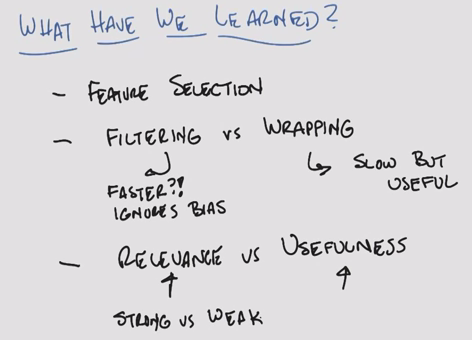 WHAT HAVE WE LEARNED?
– FEATURE SELECTION
– FILTERING vs WRAPPING
FASTER?!
IGNORES BIAS
SLOW BUT
USEFUL
– RELEVANCE vs USEFULNESS
STRONG vs WEAK